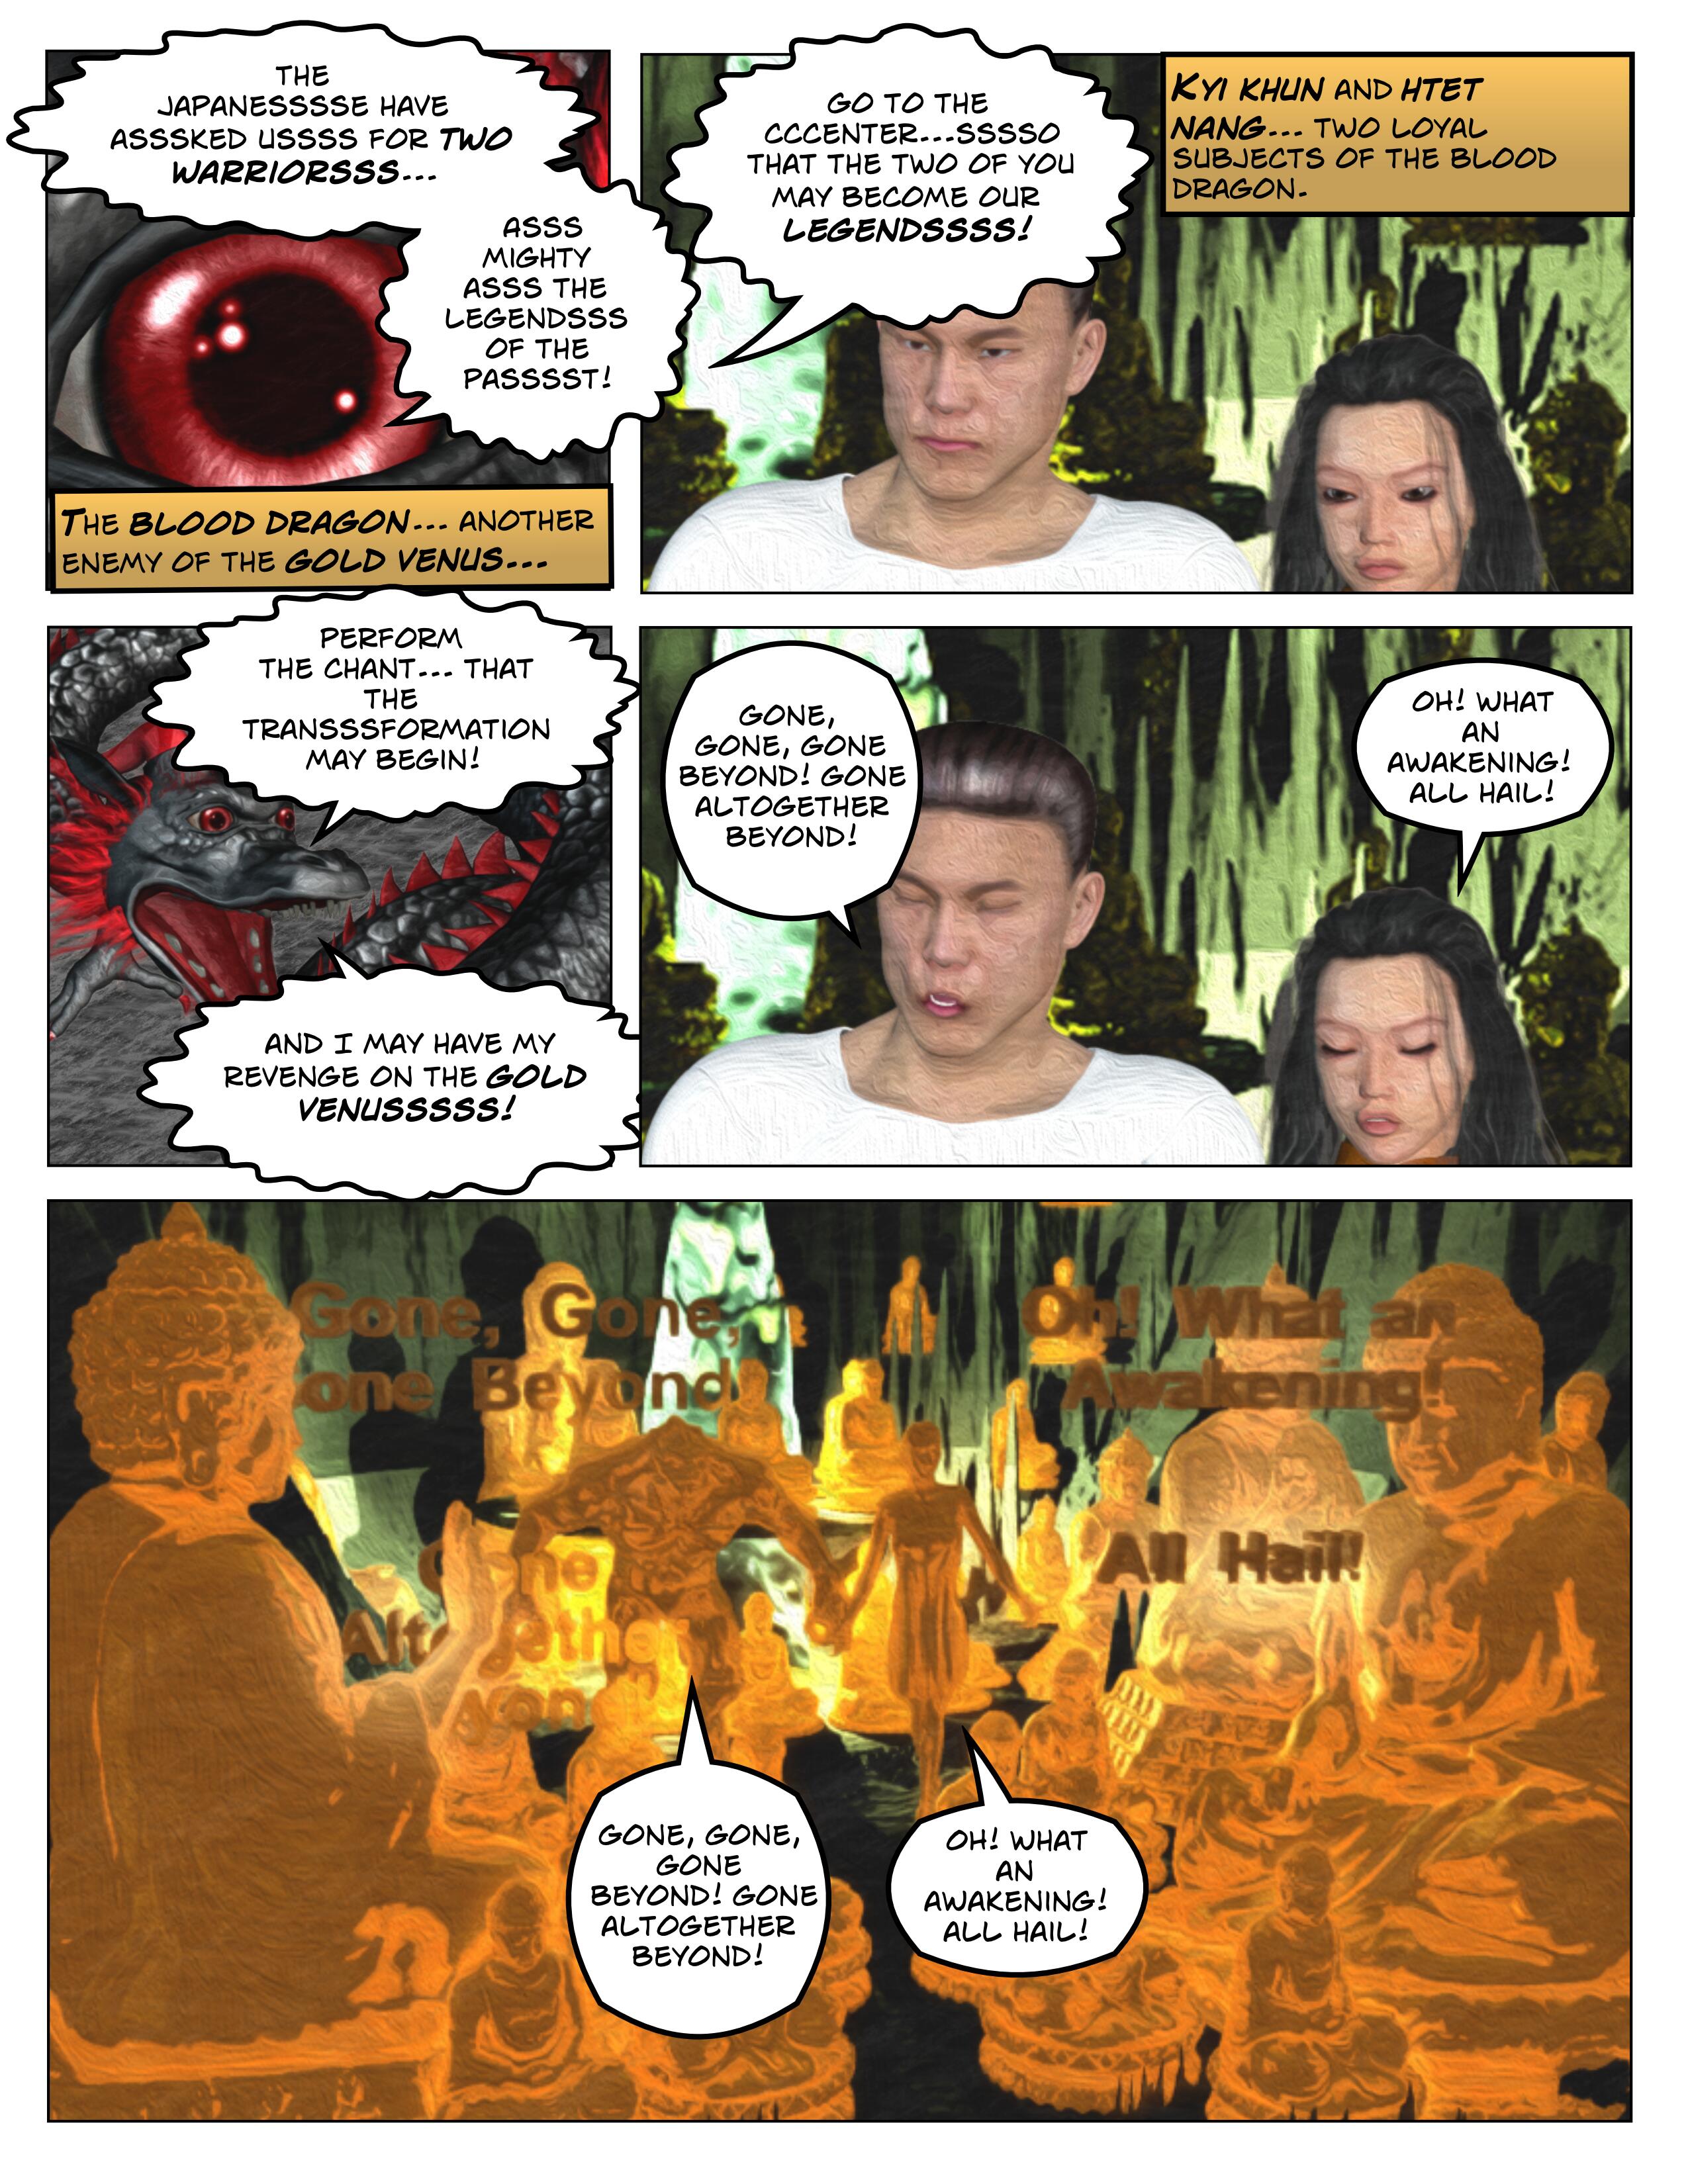 THE
JAPANESSSSE HAVE
ASSSKED USSSS FOR TWO
WARRIORSSS...
ASSS
MIGHTY
ASSS THE
LEGENDSSS
OF THE
PASSSST!
THE BLOOD DRAGON... ANOTHER
ENEMY OF THE GOLD VENUS...
GO TO THE
CCCENTER...SSSSO
THAT THE TWO OF YOU
MAY BECOME OUR
LEGENDSSSS!
KYI KHUN AND HTET
NANG... TWO LOYAL
SUBJECTS OF THE BLOOD
DRAGON.
PERFORM
THE CHANT... THAT
THE
TRANSSSFORMATION
MAY BEGIN!
AND I MAY HAVE MY
REVENGE ON THE GOLD
VENUSSSSS!
GONE,
GONE, GONE
BEYOND! GONE
ALTOGETHER
BEYOND!
OH! WHAT
AN
AWAKENING!
ALL HAIL!
Gone, Gone,
one Beyond!
Oh! What an
Awakening!
All Hail!
GONE, GONE,
GONE
BEYOND! GONE
ALTOGETHER
BEYOND!
OH! WHAT
AN
AWAKENING!
ALL HAIL!